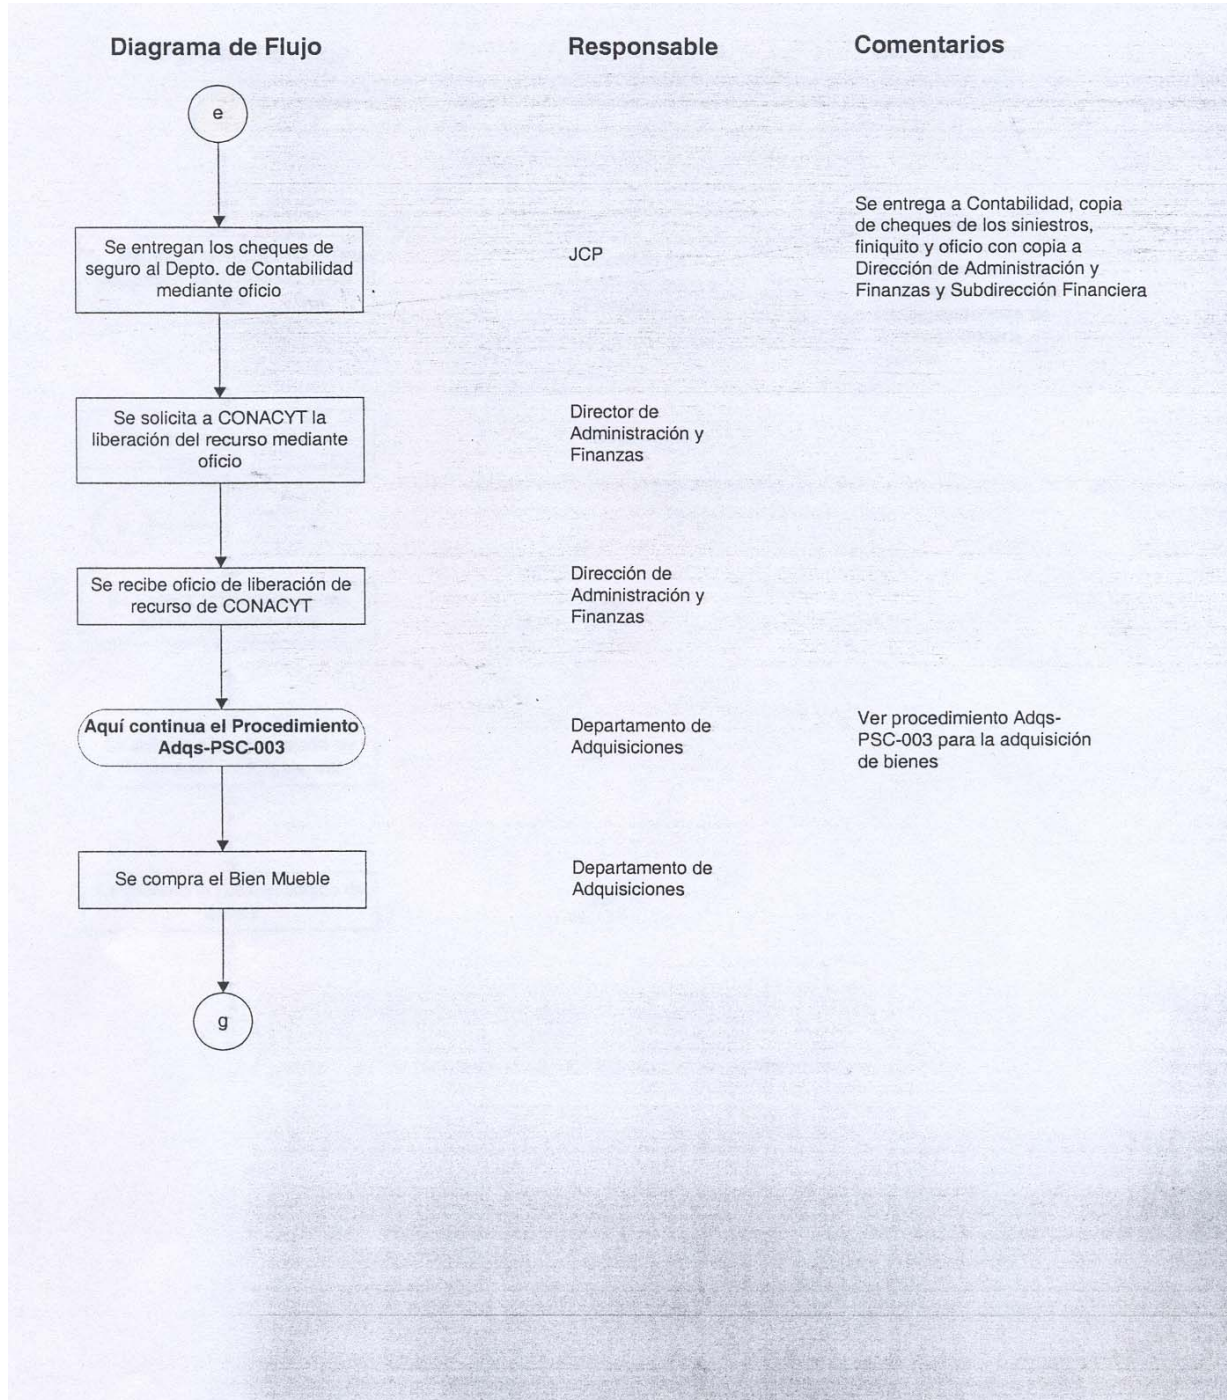 Diagrama de Flujo
Responsable
Comentarios
e
Se entregan los cheques de
seguro al Depto. de Contabilidad
mediante oficio
JCP
Se entrega a Contabilidad, copia
de cheques de los siniestros,
finiquito y oficio con copia a
Dirección de Administración y
Finanzas y Subdirección Financiera
Se solicita a CONACYT la
liberación del recurso mediante
oficio
Director de
Administración y
Finanzas
Se recibe oficio de liberación de
recurso de CONACYT
Dirección de
Administración y
Finanzas
Aquí continua el Procedimiento
Adqs-PSC-003
Departamento de
Adquisiciones
Ver procedimiento Adqs-
PSC-003 para la adquisición
de bienes
Se compra el Bien Mueble
Departamento de
Adquisiciones
g